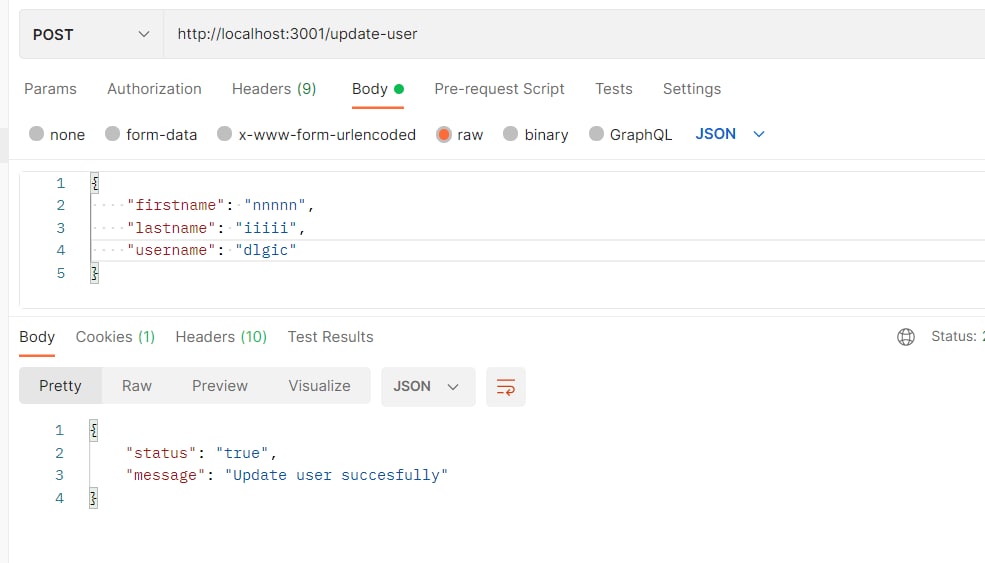 POST http://localhost:3001/update-user
Params Authorization Headers (9) Body Pre-request Script Tests Settings
none form-data x-www-form-urlencoded raw binary GraphQL JSON
1 {
2 "firstname": "nnnnn",
3 "lastname": "iiiii",
4 "username": "dlgic"
5 }
Body Cookies (1) Headers (10) Test Results Status: 2
Pretty Raw Preview Visualize JSON
1 {
2 "status": "true",
3 "message": "Update user succesfully"
4 }